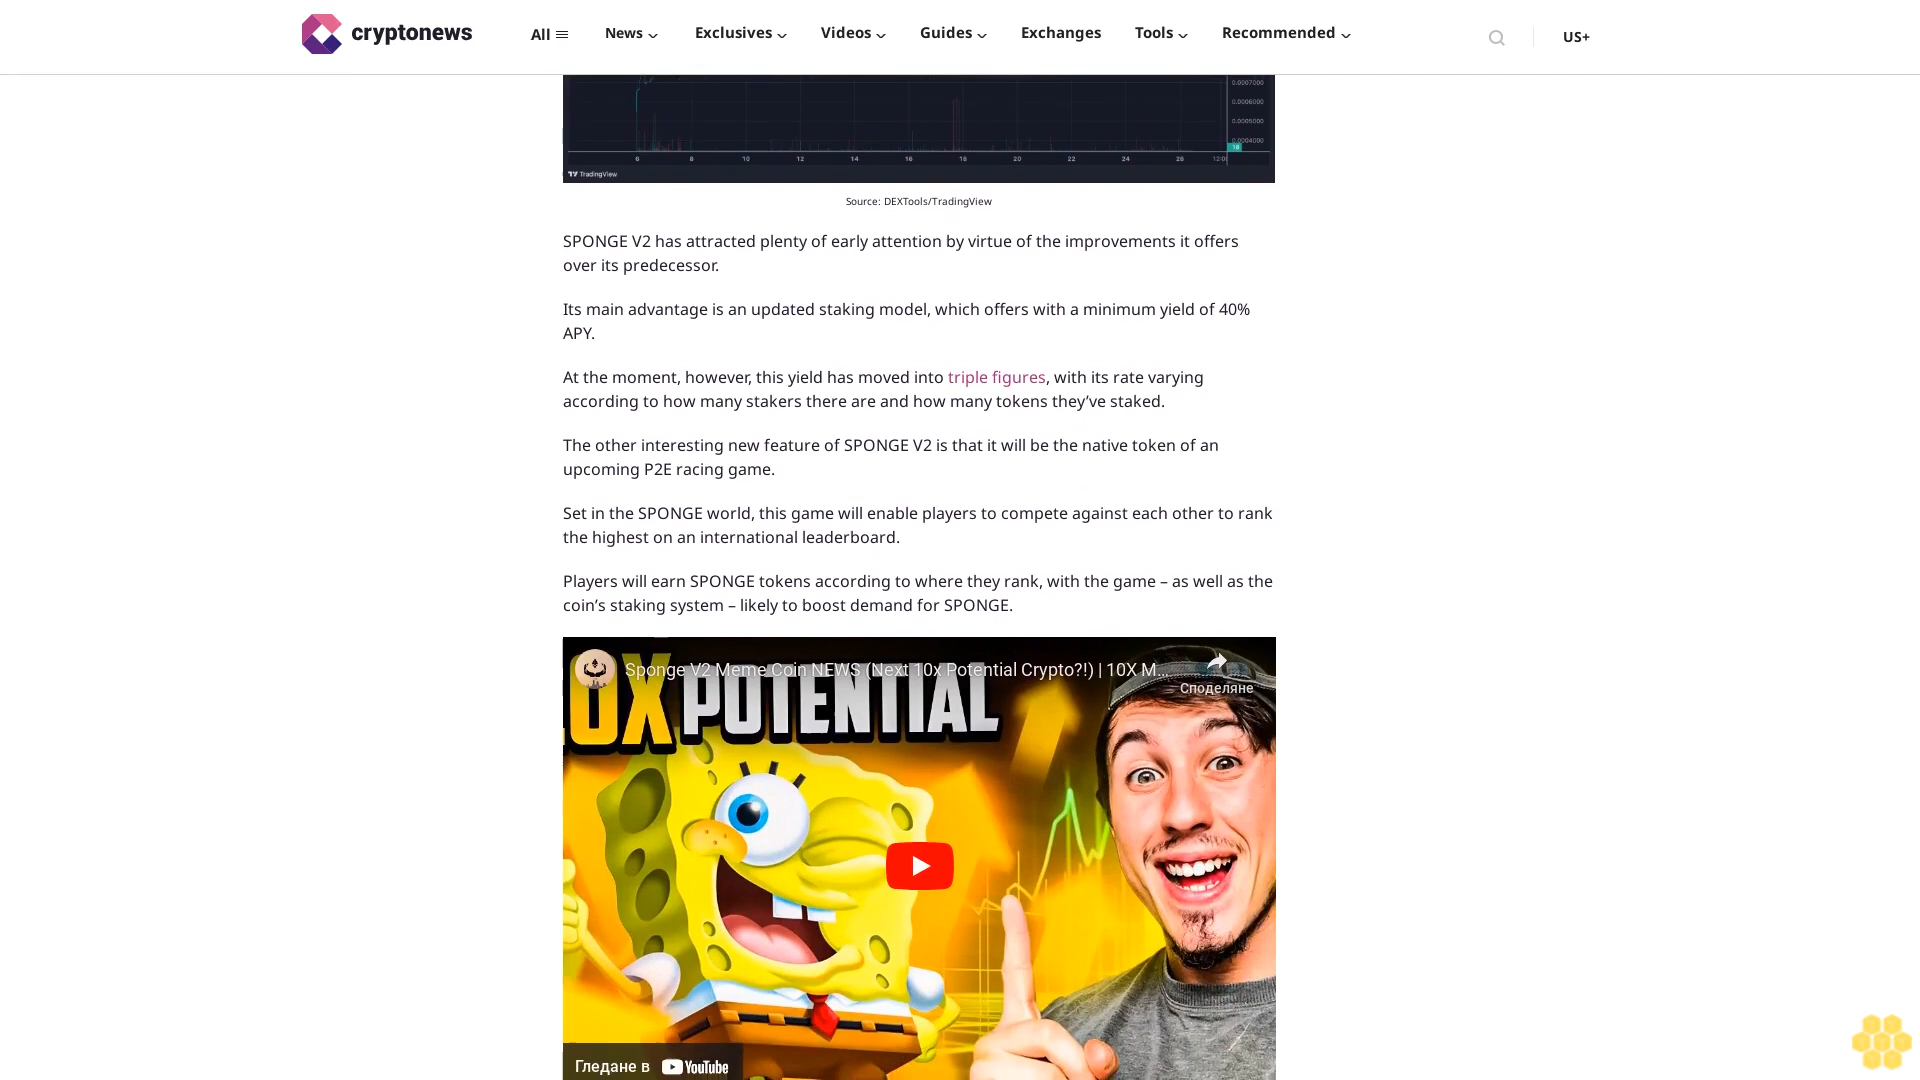 cryptonews
All
News
Exclusives
Videos
Guides
Exchanges
Tools
Recommended
US+
0.0007000
0.0006000
0.0005000
0.0004000
18
6 8 10 12 14 16 18 20 22 24 26
TradingView
Source: DEXTools/TradingView
SPONGE V2 has attracted plenty of early attention by virtue of the improvements it offers
over its predecessor.
Its main advantage is an updated staking model, which offers with a minimum yield of 40%
APY.
At the moment, however, this yield has moved into triple figures, with its rate varying
according to how many stakers there are and how many tokens they’ve staked.
The other interesting new feature of SPONGE V2 is that it will be the native token of an
upcoming P2E racing game.
Set in the SPONGE world, this game will enable players to compete against each other to rank
the highest on an international leaderboard.
Players will earn SPONGE tokens according to where they rank, with the game – as well as the
coin’s staking system – likely to boost demand for SPONGE.
Sponge V2 Meme Coin NEWS (Next 10x Potential Crypto?!) | 10X M...
Споделяне
0X POTENTIAL
Гледане в YouTube